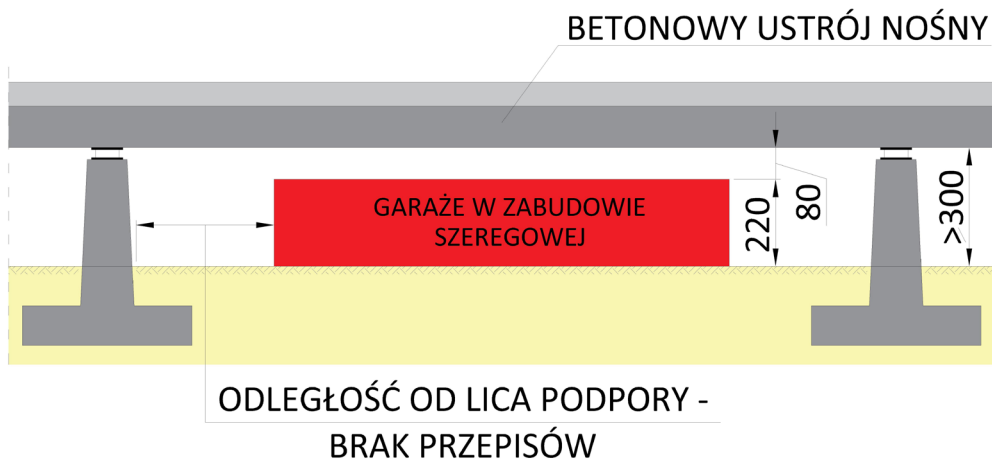 BETONOWY USTRÓJ NOŚNY
GARAŻE W ZABUDOWIE
SZEREGOWEJ
220
80
>300
ODLEGŁOŚĆ OD LICA PODPORY -
BRAK PRZEPISÓW